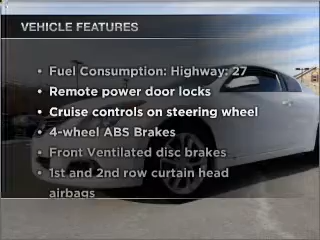 VEHICLE FEATURES
• Fuel Consumption: Highway: 27
• Remote power door locks
• Cruise controls on steering wheel
• 4-wheel ABS Brakes
• Front Ventilated disc brakes
• 1st and 2nd row curtain head
airbags